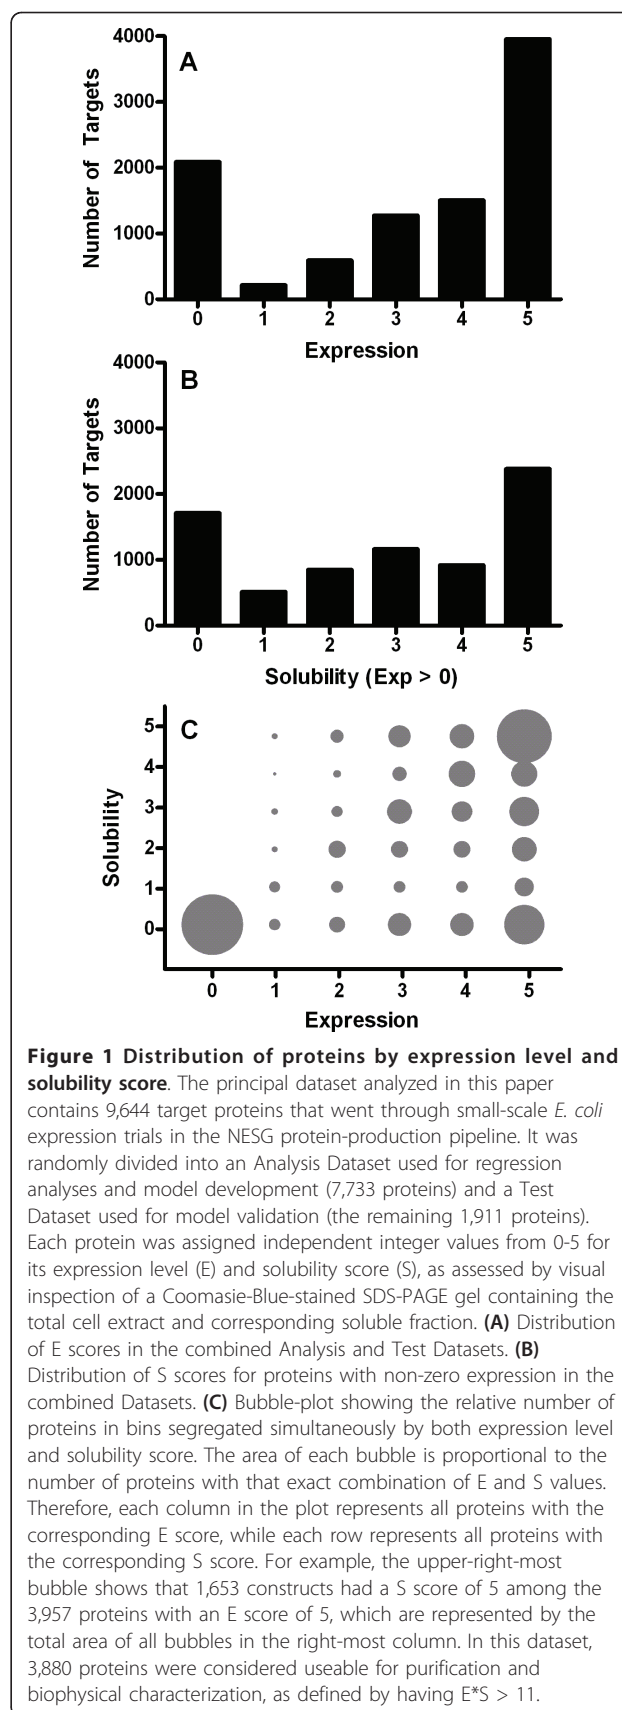 A
Number of Targets
4000
3000
2000
1000
0
0 1 2 3 4 5
Expression
B
Number of Targets
4000
3000
2000
1000
0
0 1 2 3 4 5
Solubility (Exp > 0)
C
Solubility
5
4
3
2
1
0
0 1 2 3 4 5
Expression
Figure 1 Distribution of proteins by expression level and
solubility score. The principal dataset analyzed in this paper
contains 9,644 target proteins that went through small-scale E. coli
expression trials in the NESG protein-production pipeline. It was
randomly divided into an Analysis Dataset used for regression
analyses and model development (7,733 proteins) and a Test
Dataset used for model validation (the remaining 1,911 proteins).
Each protein was assigned independent integer values from 0-5 for
its expression level (E) and solubility score (S), as assessed by visual
inspection of a Coomasie-Blue-stained SDS-PAGE gel containing the
total cell extract and corresponding soluble fraction. (A) Distribution
of E scores in the combined Analysis and Test Datasets. (B)
Distribution of S scores for proteins with non-zero expression in the
combined Datasets. (C) Bubble-plot showing the relative number of
proteins in bins segregated simultaneously by both expression level
and solubility score. The area of each bubble is proportional to the
number of proteins with that exact combination of E and S values.
Therefore, each column in the plot represents all proteins with the
corresponding E score, while each row represents all proteins with
the corresponding S score. For example, the upper-right-most
bubble shows that 1,653 constructs had a S score of 5 among the
3,957 proteins with an E score of 5, which are represented by the
total area of all bubbles in the right-most column. In this dataset,
3,880 proteins were considered useable for purification and
biophysical characterization, as defined by having E*S > 11.